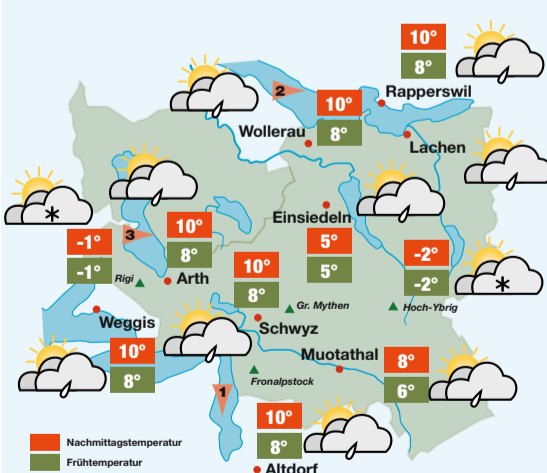 10°
8°
Rapperswil
2
10°
8°
Wollerau
Lachen
Einsiedeln
5°
5°
3
10°
8°
Arth
-1°
-1°
Rigi
10°
8°
Gr. Mythen
Schwyz
-2°
-2°
Hoch-Ybrig
Weggis
10°
8°
Muotathal
8°
6°
Fronalpstock
1
10°
8°
Altdorf
Nachmittagstemperatur
Frühtemperatur